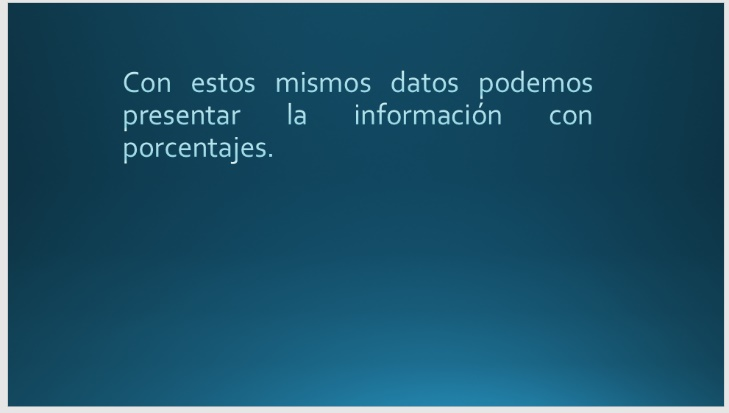 Con estos mismos datos podemos
presentar la información con
porcentajes.